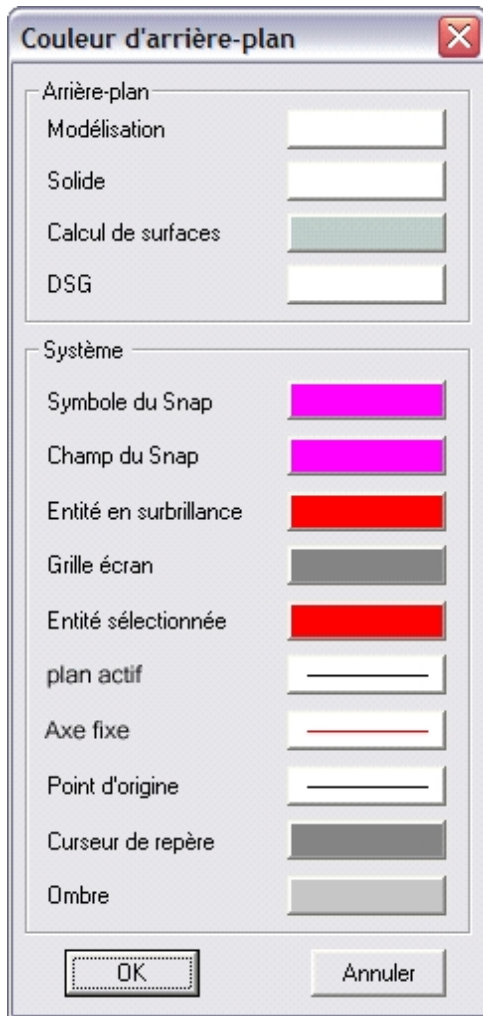 Couleur d'arrière-plan
Arrière-plan
Modélisation
Solide
Calcul de surfaces
DSG
Système
Symbole du Snap
Champ du Snap
Entité en surbrillance
Grille écran
Entité sélectionnée
plan actif
Axe fixe
Point d'origine
Curseur de repère
Ombre
OK Annuler